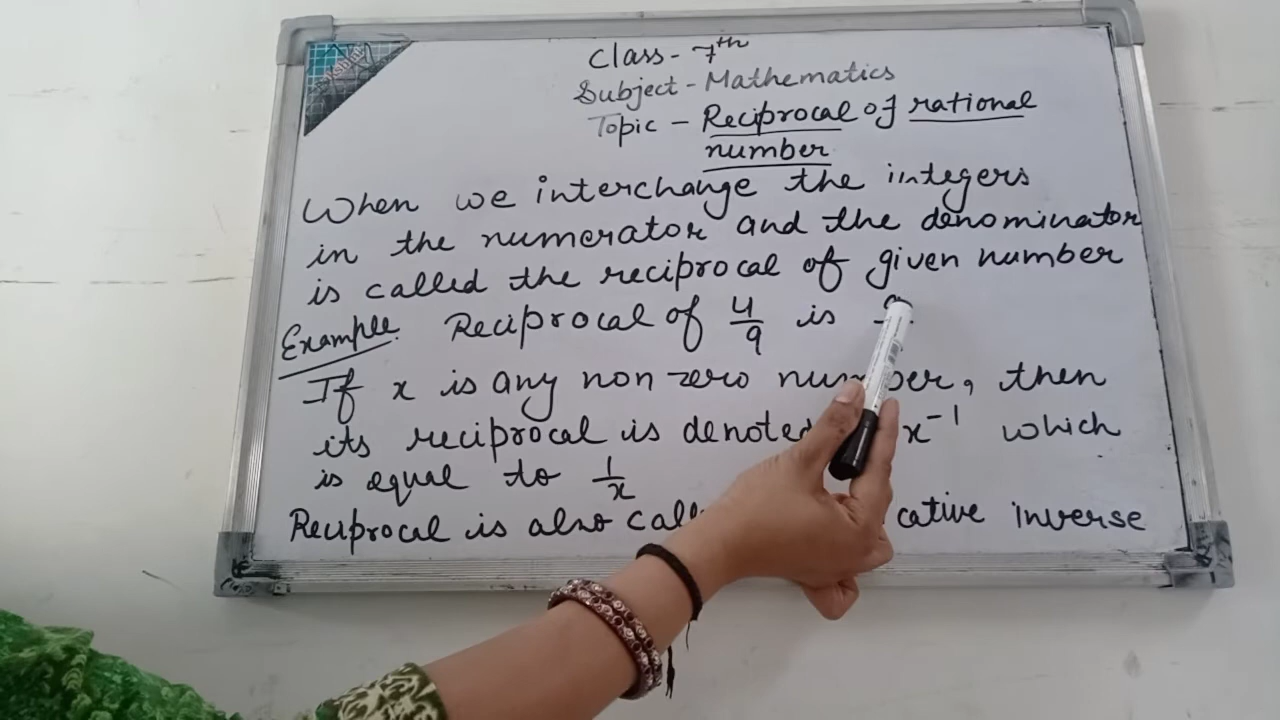 Class - 7th
Subject - Mathematics
Topic - Reciprocal of rational
number
When we interchange the integers
in the numerator and the denominator
is called the reciprocal of given number
Example. Reciprocal of 4/9 is
If x is any non zero number, then
its reciprocal is denoted x⁻¹ which
is equal to 1/x
Reciprocal is also cative inverse